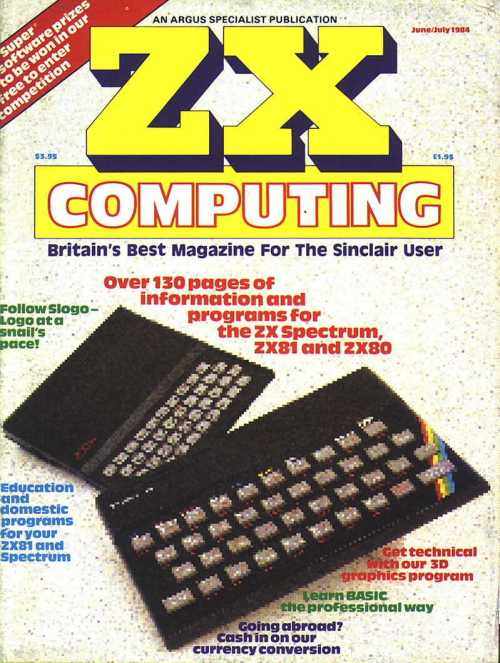 AN ARGUS SPECIALIST PUBLICATION
June/July 1984
Super
software prizes
to be won in our
free to enter
competition
ZX
$3.95
£1.95
COMPUTING
Britain's Best Magazine For The Sinclair User
Over 130 pages of
information and
programs for
the ZX Spectrum,
ZX81 and ZX80
Follow Slogo –
Logo at a
snail's
pace!
Education
and
domestic
programs
for your
ZX81 and
Spectrum
Get technical
with our 3D
graphics program
Learn BASIC
the professional way
Going abroad?
Cash in on our
currency conversion